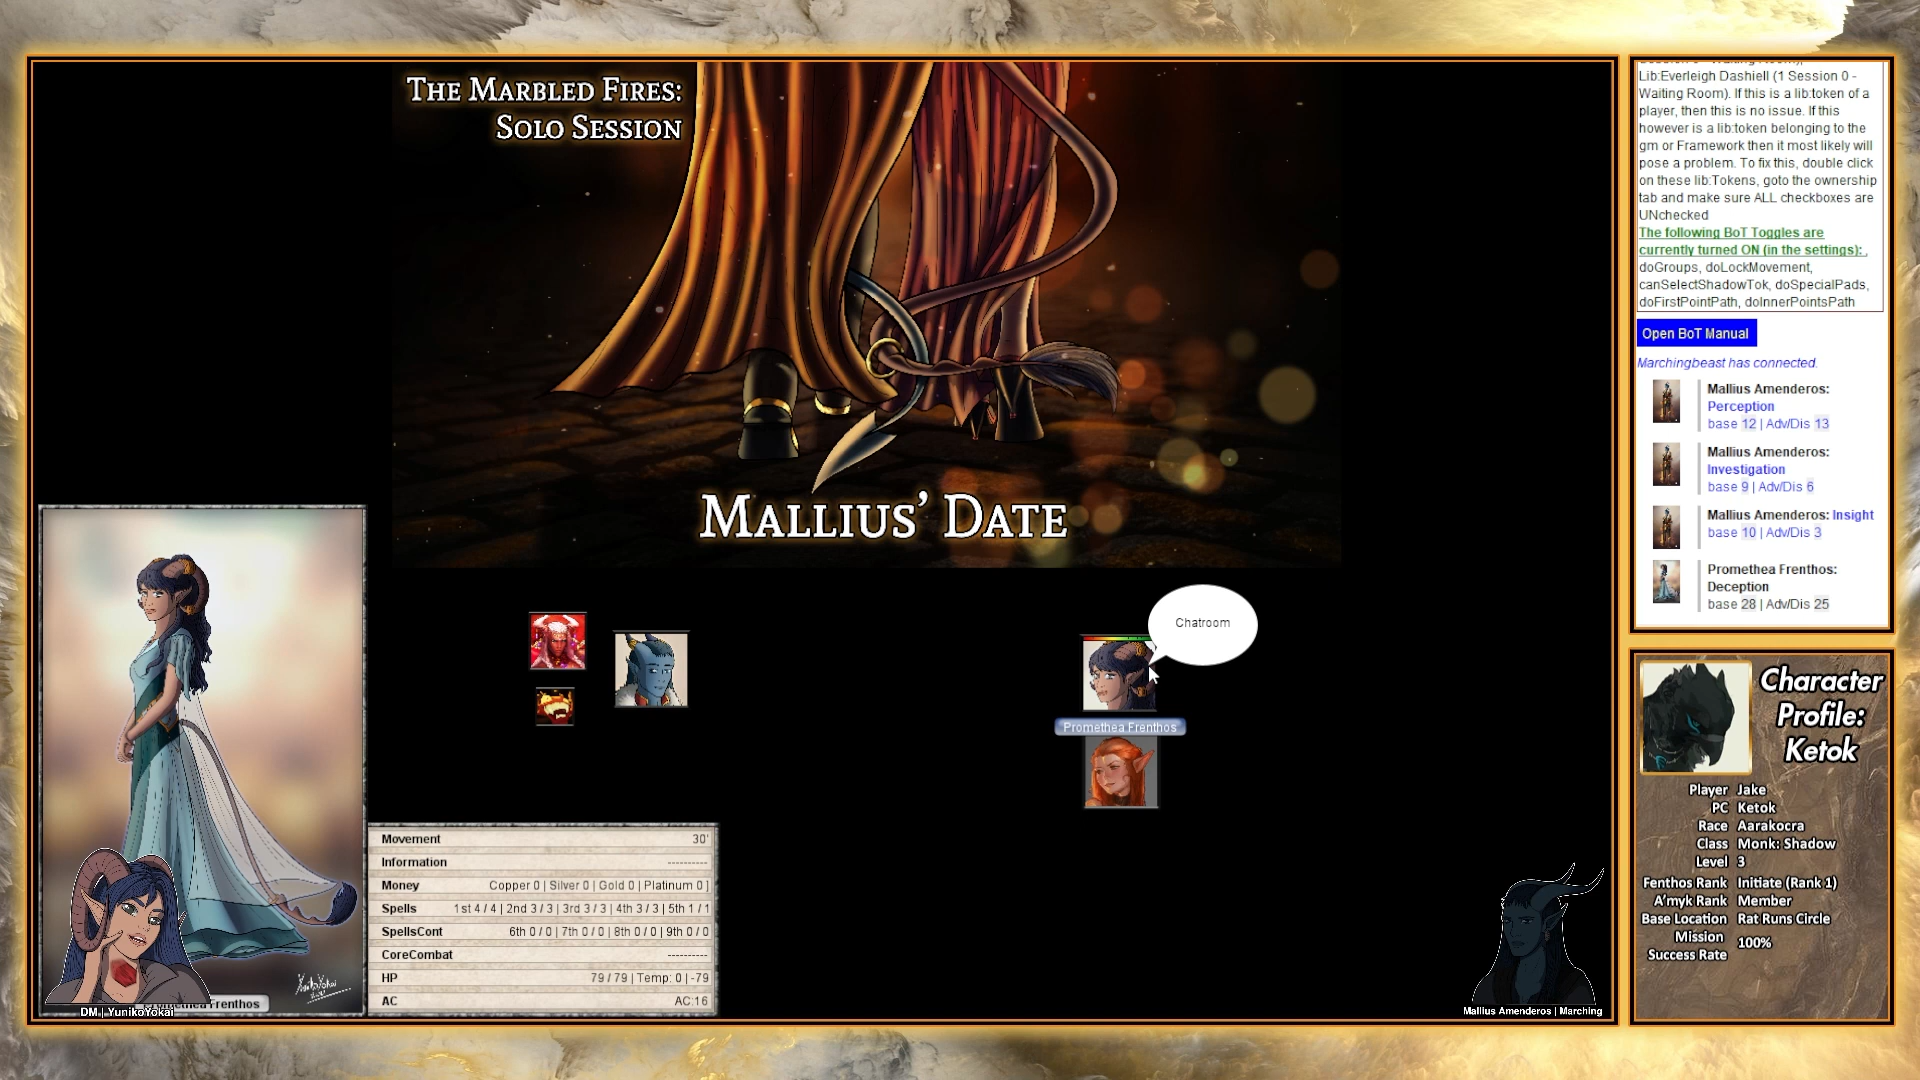 The Marbled Fires:
Solo Session
Mallius’ Date
Chatroom
Promethea Frenthos
Movement 30'
Information ----------
Money Copper 0 | Silver 0 | Gold 0 | Platinum 0 ]
Spells 1st 4 / 4 | 2nd 3 / 3 | 3rd 3 / 3 | 4th 3 / 3 | 5th 1 / 1
SpellsCont 6th 0 / 0 | 7th 0 / 0 | 8th 0 / 0 | 9th 0 / 0
CoreCombat ----------
HP 79 / 79 | Temp: 0 | -79
AC AC:16
DM | YunikoYokai
Mallius Amenderos | Marching
Lib:Everleigh Dashiell (1 Session 0 -
Waiting Room). If this is a lib:token of a
player, then this is no issue. If this
however is a lib:token belonging to the
gm or Framework then it most likely will
pose a problem. To fix this, double click
on these lib:Tokens, goto the ownership
tab and make sure ALL checkboxes are
UNchecked
The following BoT Toggles are
currently turned ON (in the settings): ,
doGroups, doLockMovement,
canSelectShadowTok, doSpecialPads,
doFirstPointPath, doInnerPointsPath
Open BoT Manual
Marchingbeast has connected.
Mallius Amenderos:
Perception
base 12 | Adv/Dis 13
Mallius Amenderos:
Investigation
base 9 | Adv/Dis 6
Mallius Amenderos: Insight
base 10 | Adv/Dis 3
Promethea Frenthos:
Deception
base 28 | Adv/Dis 25
Character
Profile:
Ketok
Player Jake
PC Ketok
Race Aarakocra
Class Monk: Shadow
Level 3
Fenthos Rank Initiate (Rank 1)
A'myk Rank Member
Base Location Rat Runs Circle
Mission
Success Rate 100%